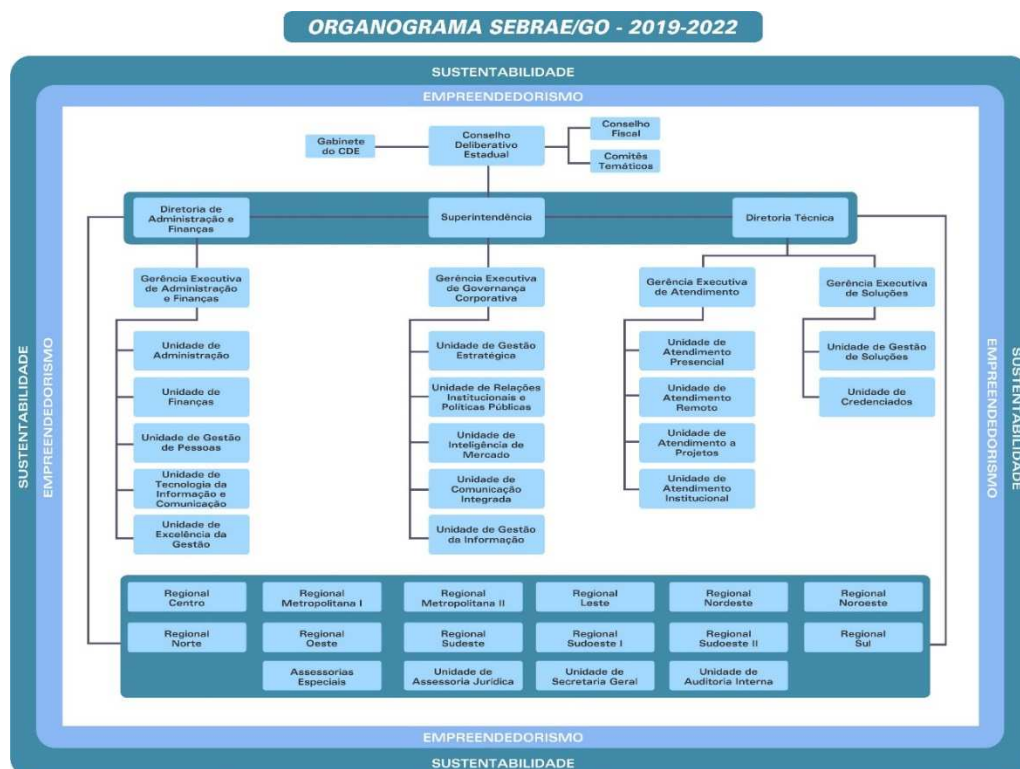 ORGANOGRAMA SEBRAE/GO - 2019-2022
SUSTENTABILIDADE
EMPREENDEDORISMO
Gabinete
do CDE
Conselho
Deliberativo
Estadual
Conselho
Fiscal
Comitês
Temáticos
Diretoria de
Administração e
Finanças
Superintendência
Diretoria Técnica
Gerência Executiva
de Administração
e Finanças
Gerência Executiva
de Governança
Corporativa
Gerência Executiva
de Atendimento
Gerência Executiva
de Soluções
Unidade de
Administração
Unidade de
Finanças
Unidade de Gestão
de Pessoas
Unidade de
Tecnologia da
Informação e
Comunicação
Unidade de
Excelência da
Gestão
Unidade de Gestão
Estratégica
Unidade de Relações
Institucionais e
Políticas Públicas
Unidade de
Inteligência de
Mercado
Unidade de
Comunicação
Integrada
Unidade de Gestão
da Informação
Unidade de
Atendimento
Presencial
Unidade de
Atendimento
Remoto
Unidade de
Atendimento a
Projetos
Unidade de
Atendimento
Institucional
Unidade de Gestão
de Soluções
Unidade de
Credenciados
SUSTENTABILIDADE
EMPREENDEDORISMO
EMPREENDEDORISMO
SUSTENTABILIDADE
Regional
Centro
Regional
Metropolitana I
Regional
Metropolitana II
Regional
Leste
Regional
Nordeste
Regional
Noroeste
Regional
Norte
Regional
Oeste
Regional
Sudeste
Regional
Sudoeste I
Regional
Sudoeste II
Regional
Sul
Assessorias
Especiais
Unidade de
Assessoria Jurídica
Unidade de
Secretaria Geral
Unidade de
Auditoria Interna
EMPREENDEDORISMO
SUSTENTABILIDADE